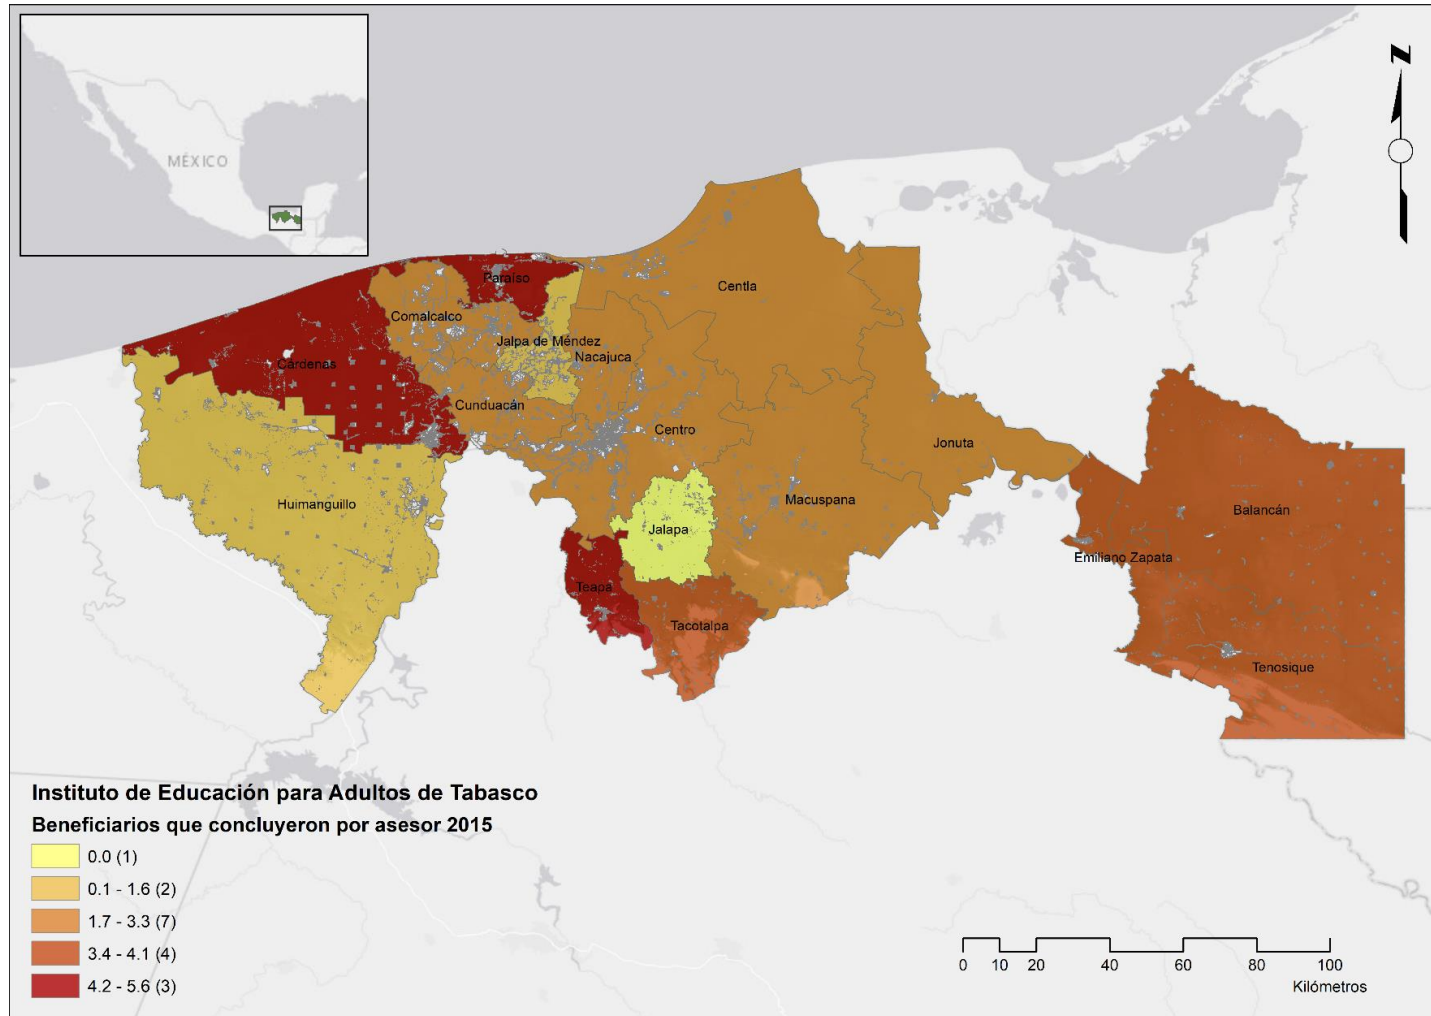 MÉXICO
N
Paraíso
Centla
Comalcalco
Jalpa de Méndez
Nacajuca
Cárdenas
Cunduacán
Centro
Jonuta
Macuspana
Huimanguillo
Balancán
Jalapa
Emiliano Zapata
Teapa
Tacotalpa
Tenosique
Instituto de Educación para Adultos de Tabasco
Beneficiarios que concluyeron por asesor 2015
0.0 (1)
0.1 - 1.6 (2)
1.7 - 3.3 (7)
3.4 - 4.1 (4)
4.2 - 5.6 (3)
0 10 20 40 60 80 100
Kilómetros